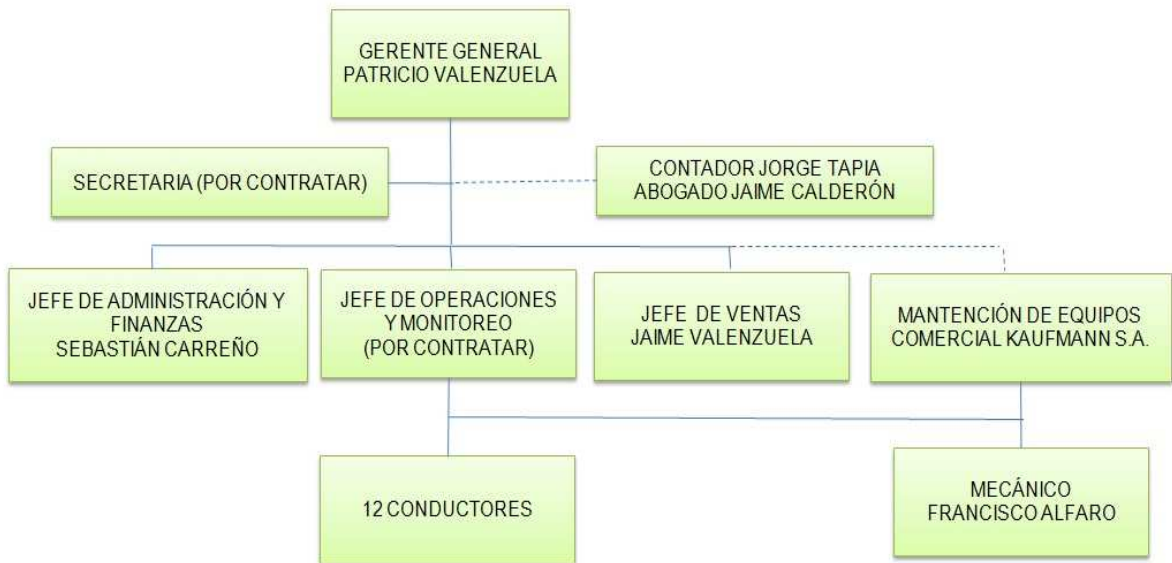 GERENTE GENERAL
PATRICIO VALENZUELA
SECRETARIA (POR CONTRATAR)
CONTADOR JORGE TAPIA
ABOGADO JAIME CALDERÓN
JEFE DE ADMINISTRACIÓN Y
FINANZAS
SEBASTIÁN CARREÑO
JEFE DE OPERACIONES
Y MONITOREO
(POR CONTRATAR)
JEFE DE VENTAS
JAIME VALENZUELA
MANTENCIÓN DE EQUIPOS
COMERCIAL KAUFMANN S.A.
12 CONDUCTORES
MECÁNICO
FRANCISCO ALFARO